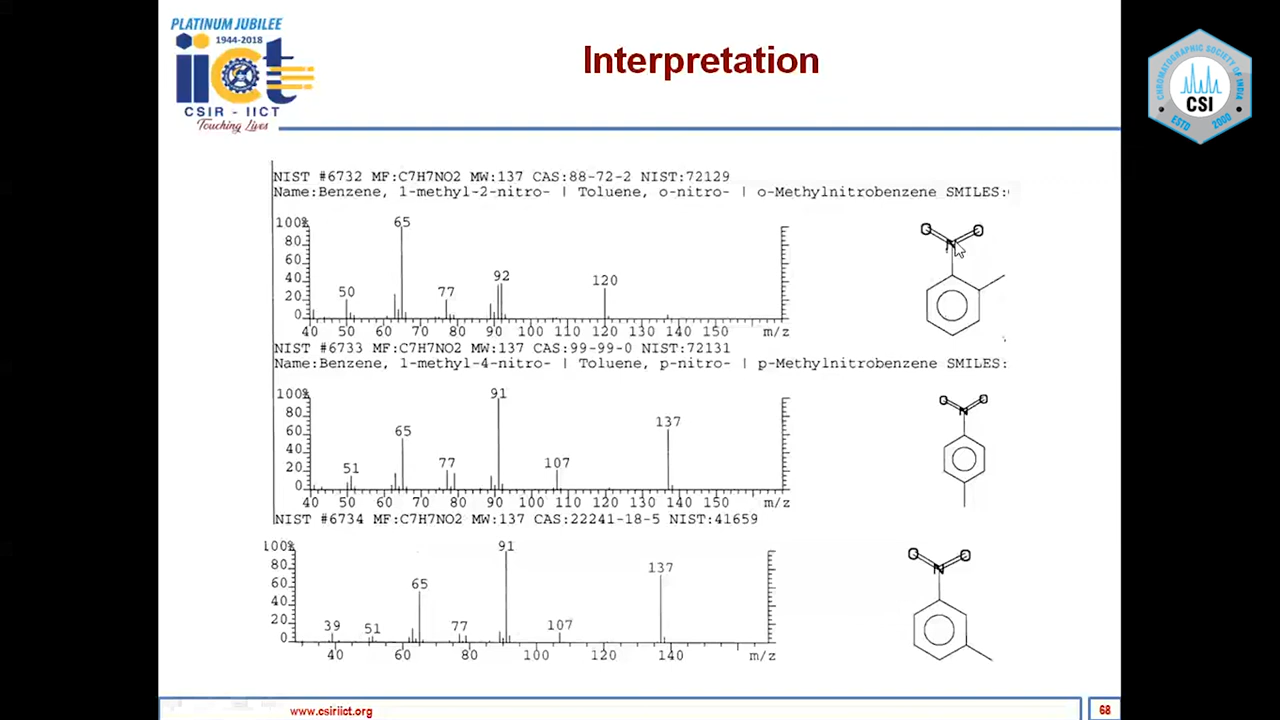 PLATINUM JUBILEE
1944-2018
iict
CSIR - IICT
Touching Lives
Interpretation
CHROMATOGRAPHIC SOCIETY OF INDIA
CSI
ESTD 2000
NIST #6732 MF:C7H7NO2 MW:137 CAS:88-72-2 NIST:72129
Name:Benzene, 1-methyl-2-nitro- | Toluene, o-nitro- | o-Methylnitrobenzene SMILES:
100%
80
60
40
20
0
65
50
77
92
120
40 50 60 70 80 90 100 110 120 130 140 150 m/z
O O
N
NIST #6733 MF:C7H7NO2 MW:137 CAS:99-99-0 NIST:72131
Name:Benzene, 1-methyl-4-nitro- | Toluene, p-nitro- | p-Methylnitrobenzene SMILES:
100%
80
60
40
20
0
91
65
51
77
107
137
40 50 60 70 80 90 100 110 120 130 140 150 m/z
O O
N
NIST #6734 MF:C7H7NO2 MW:137 CAS:22241-18-5 NIST:41659
100%
80
60
40
20
0
91
65
39
51
77
107
137
40 60 80 100 120 140 m/z
O O
N
www.csiriict.org
68